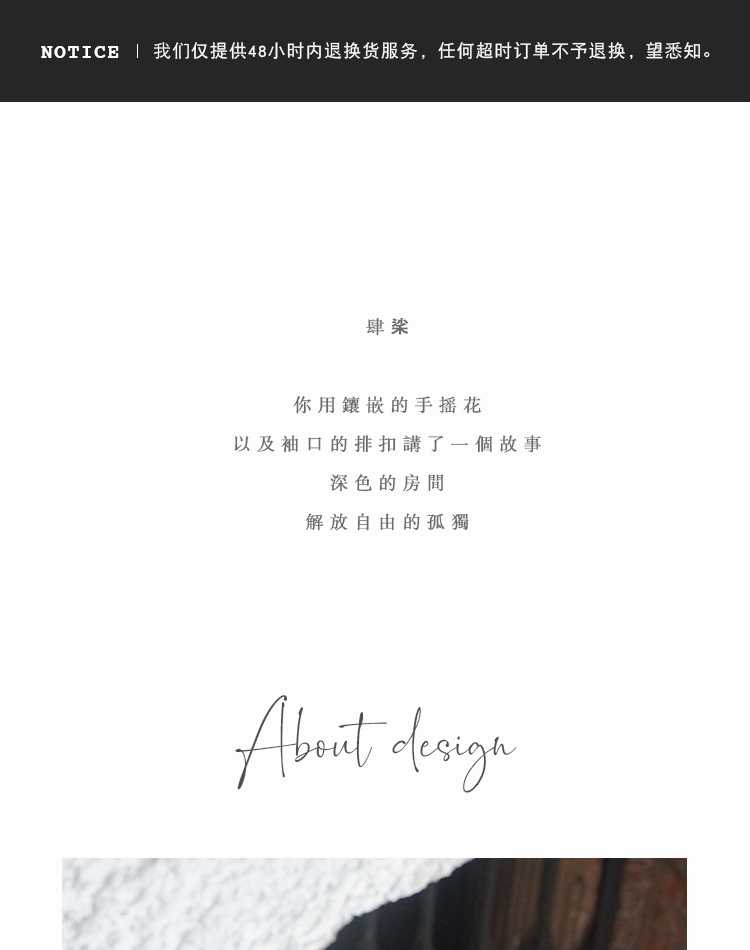 NOTICE | 我们仅提供48小时内退换货服务，任何超时订单不予退换，望悉知。
肆柒
你用鑲嵌的手摇花
以及袖口的排扣講了一個故事
深色的房間
解放自由的孤獨
About design